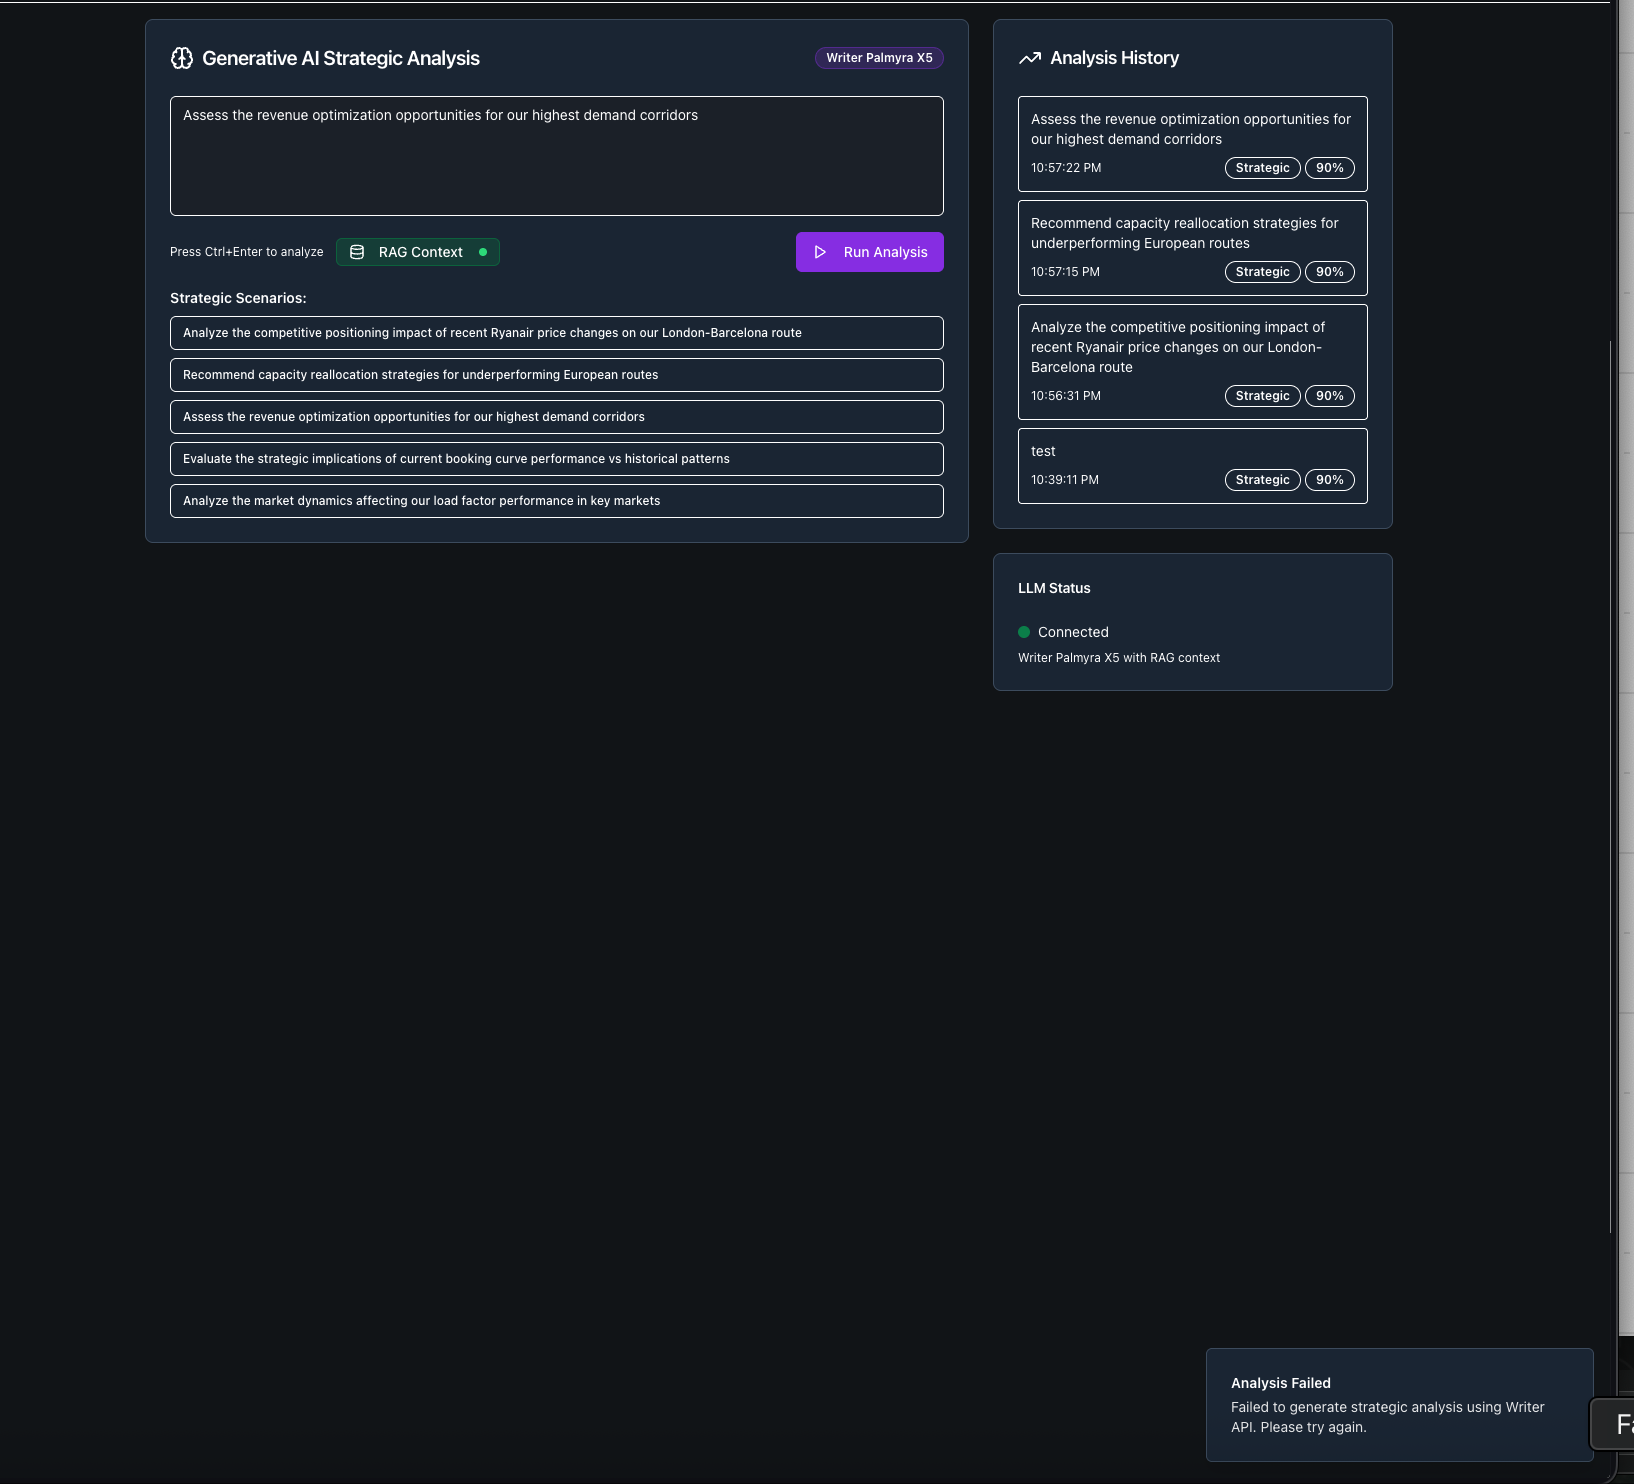 Generative AI Strategic Analysis
Writer Palmyra X5
Assess the revenue optimization opportunities for our highest demand corridors
Press Ctrl+Enter to analyze
RAG Context
Run Analysis
Strategic Scenarios:
Analyze the competitive positioning impact of recent Ryanair price changes on our London-Barcelona route
Recommend capacity reallocation strategies for underperforming European routes
Assess the revenue optimization opportunities for our highest demand corridors
Evaluate the strategic implications of current booking curve performance vs historical patterns
Analyze the market dynamics affecting our load factor performance in key markets
Analysis History
Assess the revenue optimization opportunities for
our highest demand corridors
10:57:22 PM
Strategic
90%
Recommend capacity reallocation strategies for
underperforming European routes
10:57:15 PM
Strategic
90%
Analyze the competitive positioning impact of
recent Ryanair price changes on our London-
Barcelona route
10:56:31 PM
Strategic
90%
test
10:39:11 PM
Strategic
90%
LLM Status
Connected
Writer Palmyra X5 with RAG context
Analysis Failed
Failed to generate strategic analysis using Writer
API. Please try again.